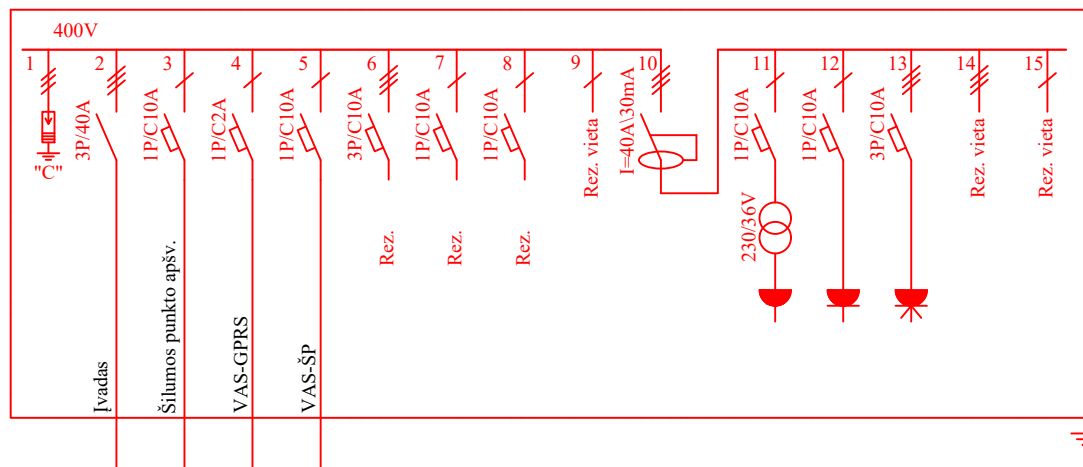 400V
1
2
3
4
5
6
7
8
9
10
11
12
13
14
15
"C"
3P/40A
1P/C10A
1P/C2A
1P/C10A
3P/C10A
1P/C10A
1P/C10A
Rez. vieta
I=40A\30mA
1P/C10A
1P/C10A
3P/C10A
Rez. vieta
Rez. vieta
Rez.
Rez.
Rez.
230/36V
Įvadas
Šilumos punkto apšv.
VAS-GPRS
VAS-ŠP